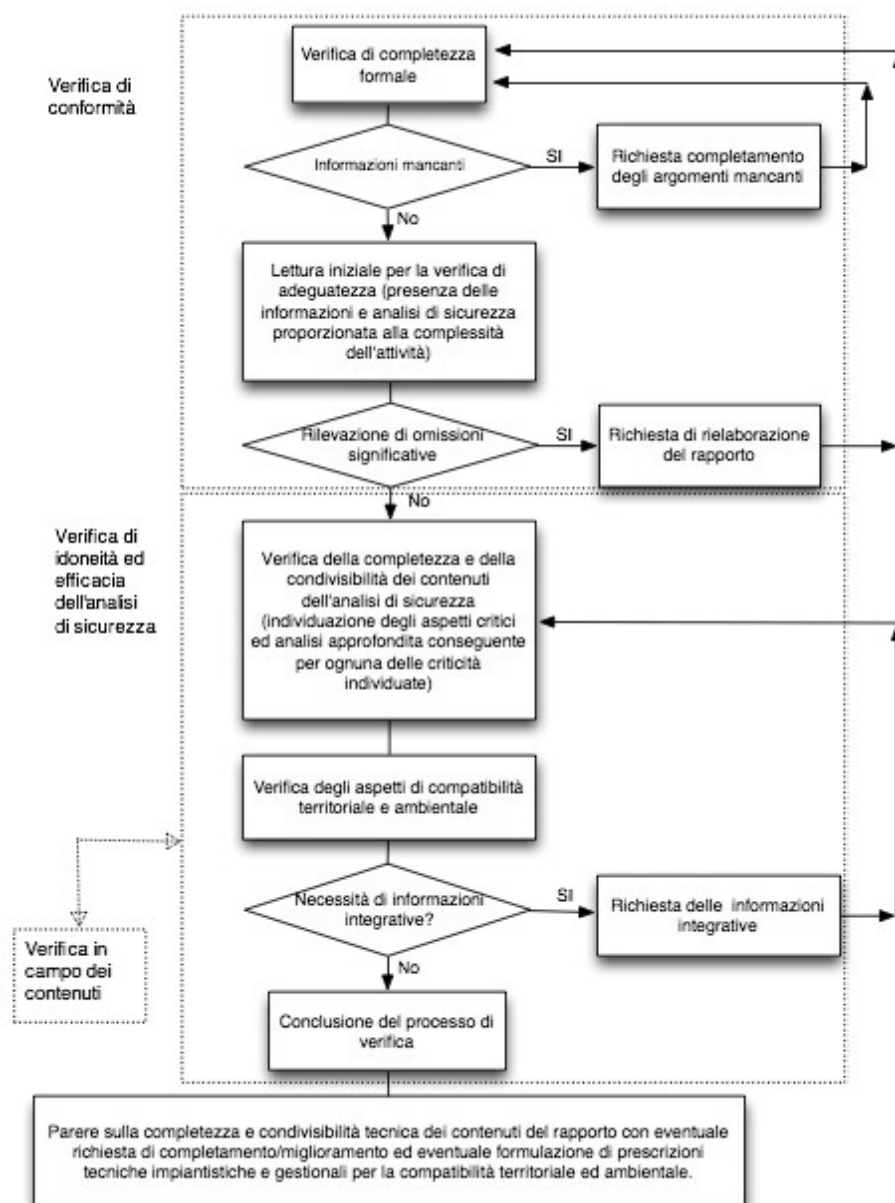 Verifica di completezza
formale
Verifica di
conformità
Informazioni mancanti
SI
Richiesta completamento
degli argomenti mancanti
No
Lettura iniziale per la verifica di
adeguatezza (presenza delle
informazioni e analisi di sicurezza
proporzionata alla complessità
dell'attività)
Rilevazione di omissioni
significative
SI
Richiesta di rielaborazione
del rapporto
No
Verifica di
idoneità ed
efficacia
dell'analisi
di sicurezza
Verifica della completezza e della
condivisibilità dei contenuti
dell'analisi di sicurezza
(individuazione degli aspetti critici
ed analisi approfondita conseguente
per ognuna delle criticità
individuate)
Verifica degli aspetti di compatibilità
territoriale e ambientale
Necessità di informazioni
integrative?
SI
Richiesta delle informazioni
integrative
Verifica in
campo dei
contenuti
No
Conclusione del processo di
verifica
Parere sulla completezza e condivisibilità tecnica dei contenuti del rapporto con eventuale
richiesta di completamento/miglioramento ed eventuale formulazione di prescrizioni
tecniche impiantistiche e gestionali per la compatibilità territoriale ed ambientale.